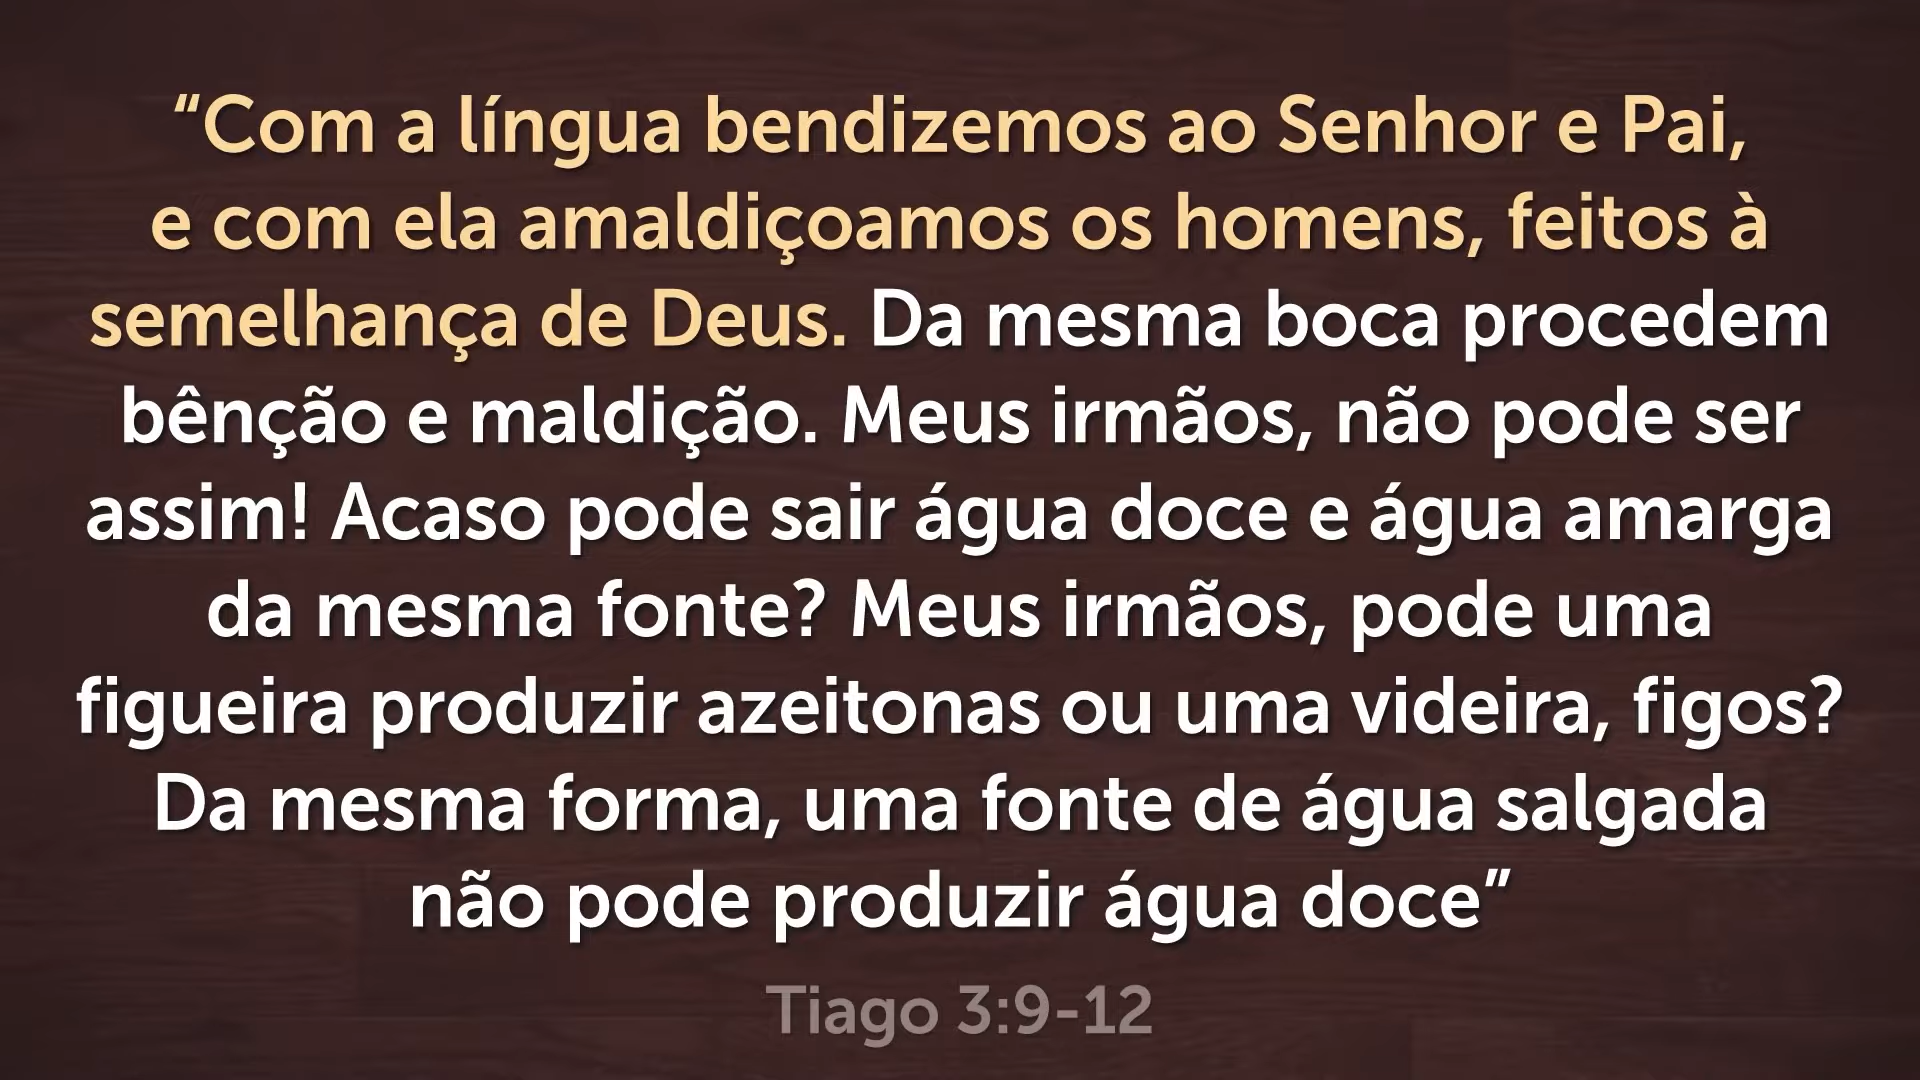 “Com a língua bendizemos ao Senhor e Pai,
e com ela amaldiçoamos os homens, feitos à
semelhança de Deus. Da mesma boca procedem
bênção e maldição. Meus irmãos, não pode ser
assim! Acaso pode sair água doce e água amarga
da mesma fonte? Meus irmãos, pode uma
figueira produzir azeitonas ou uma videira, figos?
Da mesma forma, uma fonte de água salgada
não pode produzir água doce”
Tiago 3:9-12